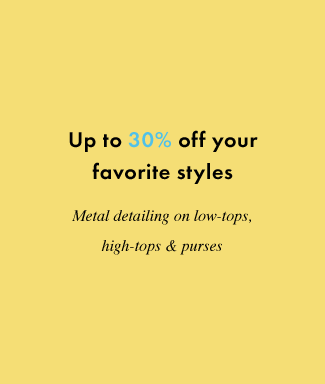 Up to 30% off your
favorite styles
Metal detailing on low-tops,
high-tops & purses